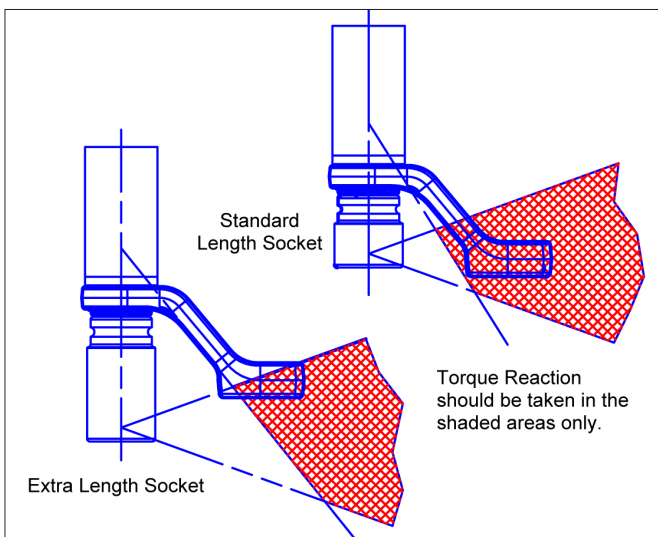 Standard
Length Socket
Torque Reaction
should be taken in the
shaded areas only.
Extra Length Socket